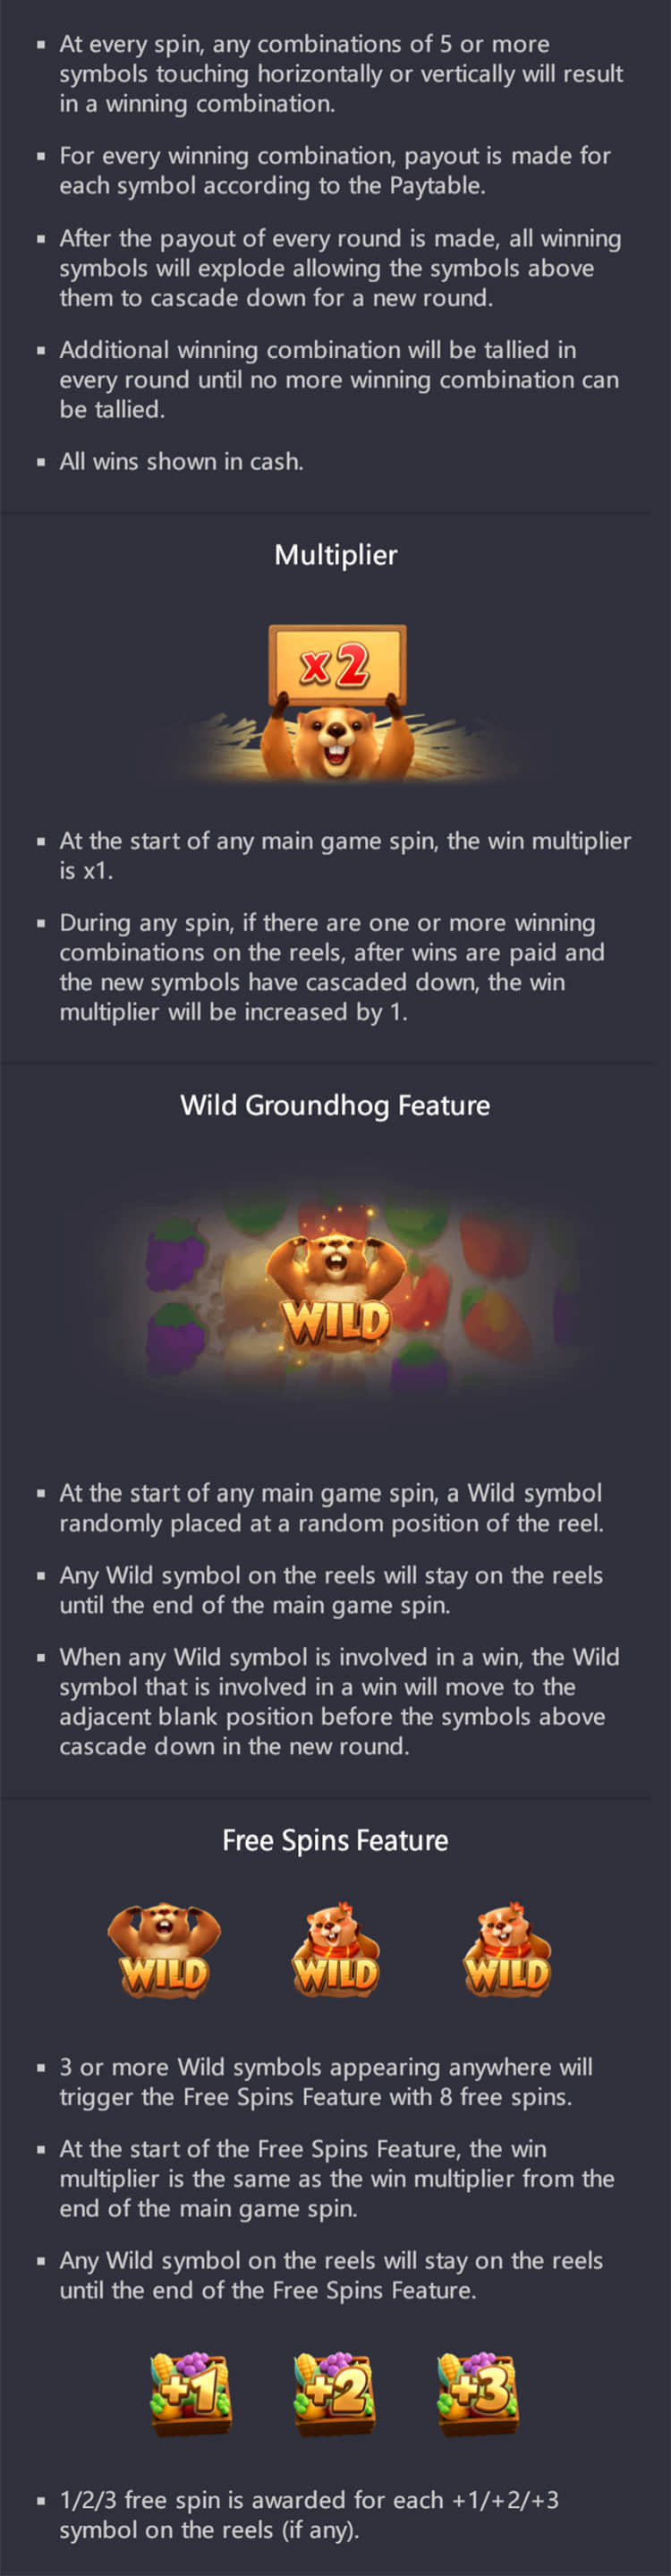 ▪ At every spin, any combinations of 5 or more
symbols touching horizontally or vertically will result
in a winning combination.
▪ For every winning combination, payout is made for
each symbol according to the Paytable.
▪ After the payout of every round is made, all winning
symbols will explode allowing the symbols above
them to cascade down for a new round.
▪ Additional winning combination will be tallied in
every round until no more winning combination can
be tallied.
▪ All wins shown in cash.
Multiplier
x2
▪ At the start of any main game spin, the win multiplier
is x1.
▪ During any spin, if there are one or more winning
combinations on the reels, after wins are paid and
the new symbols have cascaded down, the win
multiplier will be increased by 1.
Wild Groundhog Feature
WILD
▪ At the start of any main game spin, a Wild symbol
randomly placed at a random position of the reel.
▪ Any Wild symbol on the reels will stay on the reels
until the end of the main game spin.
▪ When any Wild symbol is involved in a win, the Wild
symbol that is involved in a win will move to the
adjacent blank position before the symbols above
cascade down in the new round.
Free Spins Feature
WILD WILD WILD
▪ 3 or more Wild symbols appearing anywhere will
trigger the Free Spins Feature with 8 free spins.
▪ At the start of the Free Spins Feature, the win
multiplier is the same as the win multiplier from the
end of the main game spin.
▪ Any Wild symbol on the reels will stay on the reels
until the end of the Free Spins Feature.
+1 +2 +3
▪ 1/2/3 free spin is awarded for each +1/+2/+3
symbol on the reels (if any).